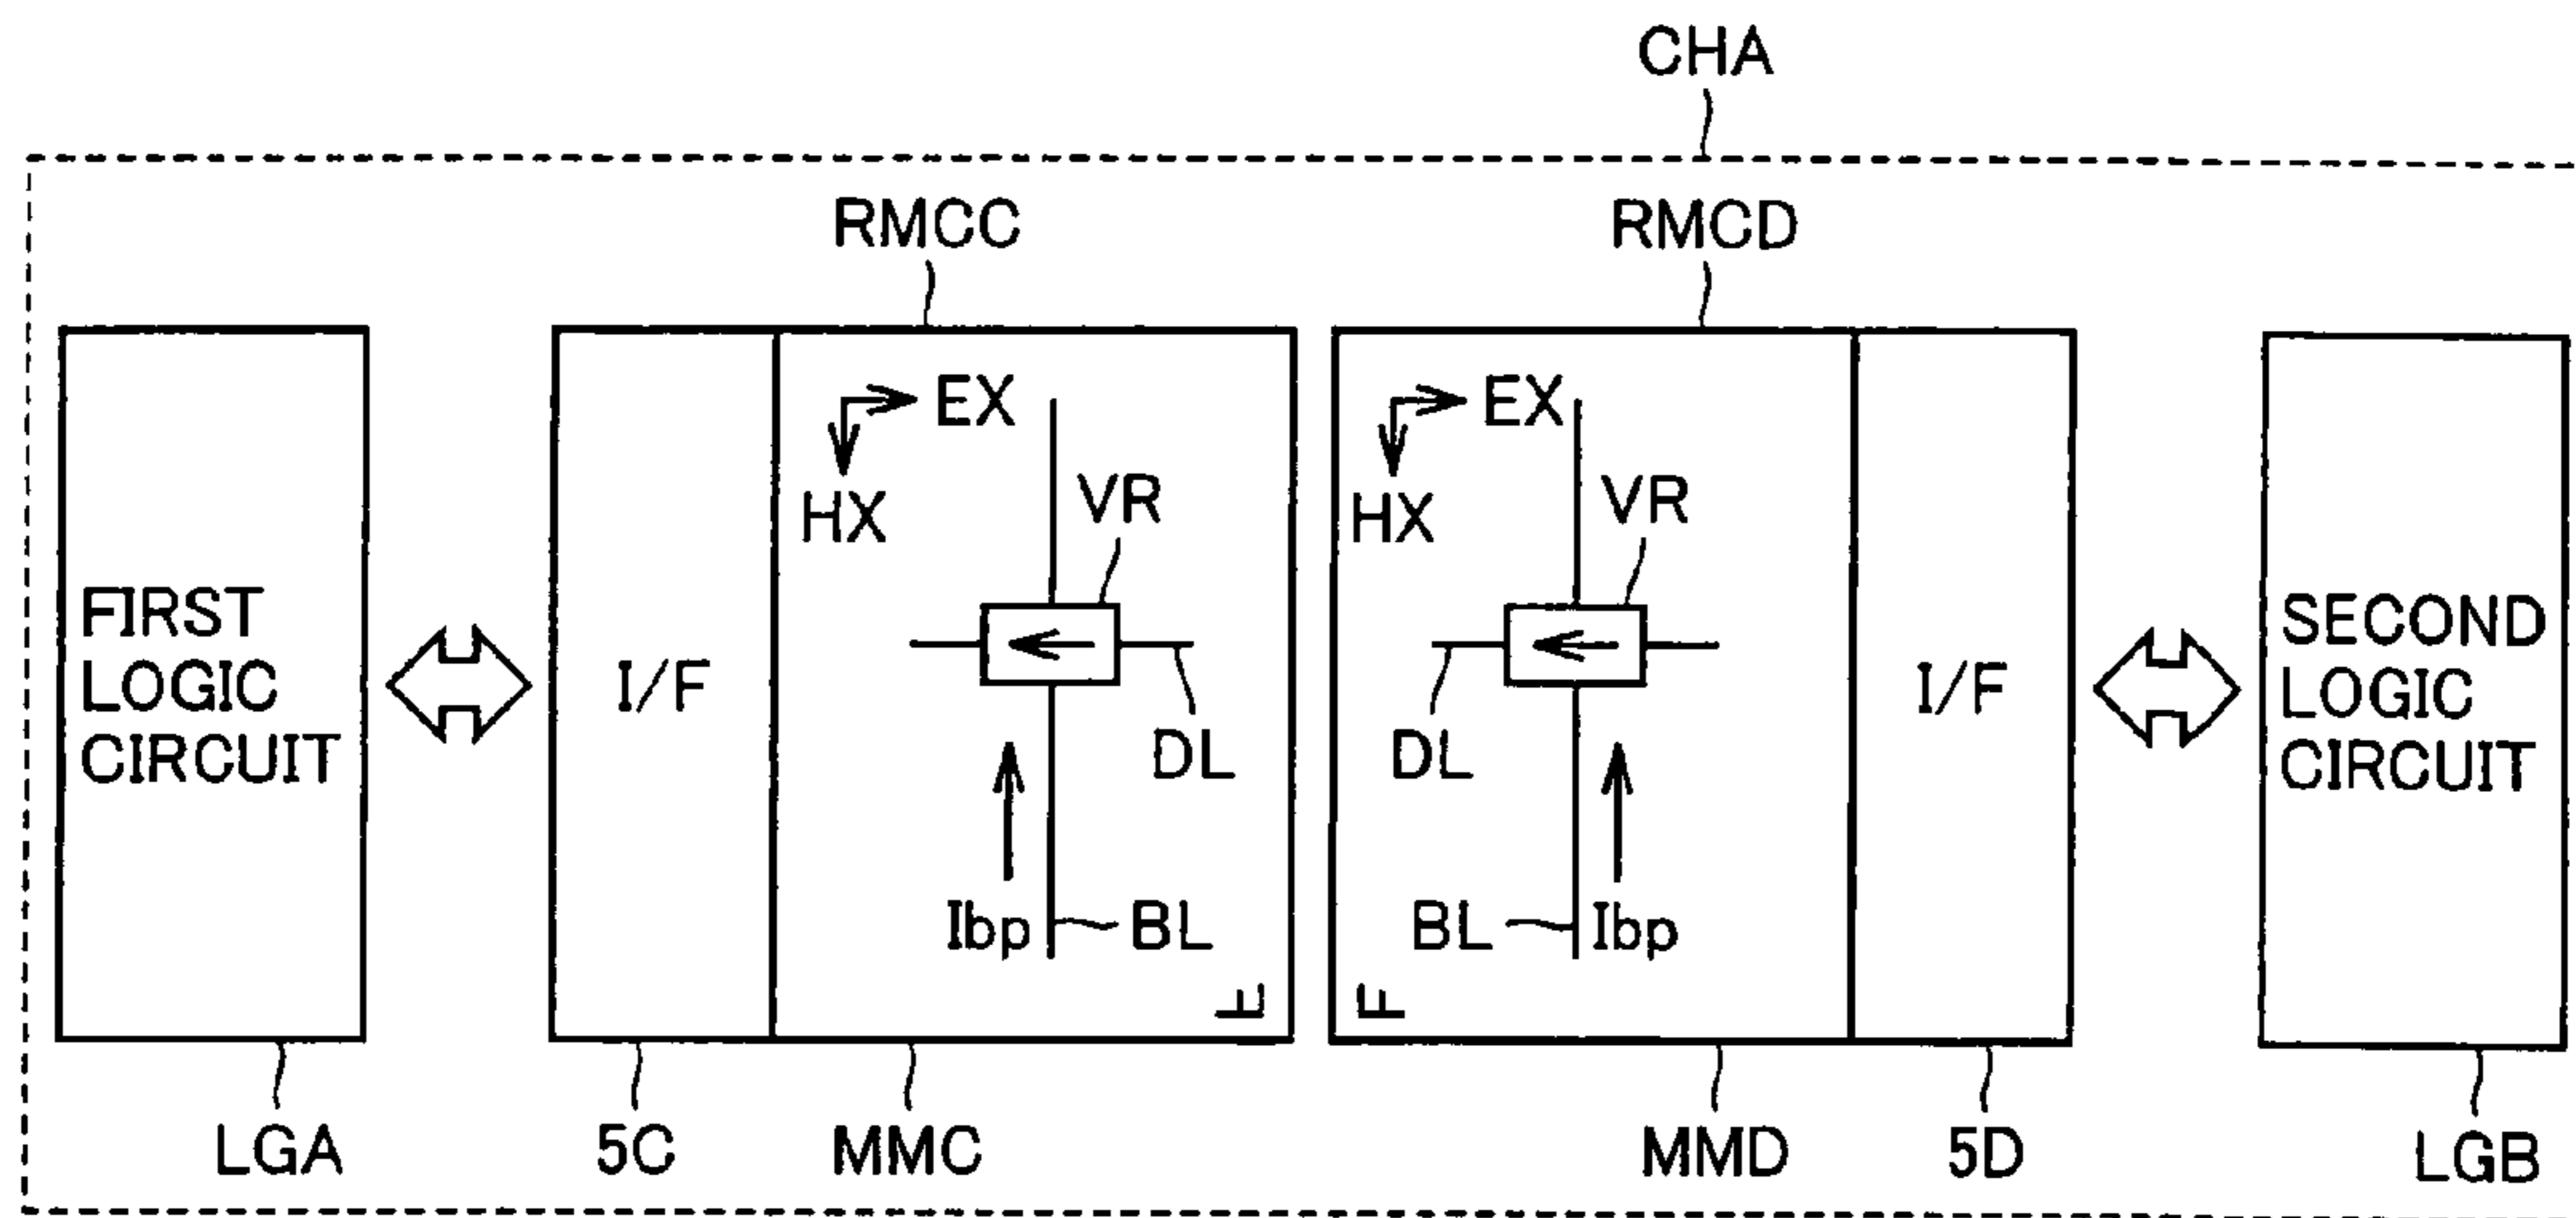 CHA
RMCC
RMCD
FIRST
LOGIC
CIRCUIT
I/F
EX
HX
VR
DL
Ibp
BL
F
EX
HX
VR
DL
BL
Ibp
F
I/F
SECOND
LOGIC
CIRCUIT
LGA
5C
MMC
MMD
5D
LGB